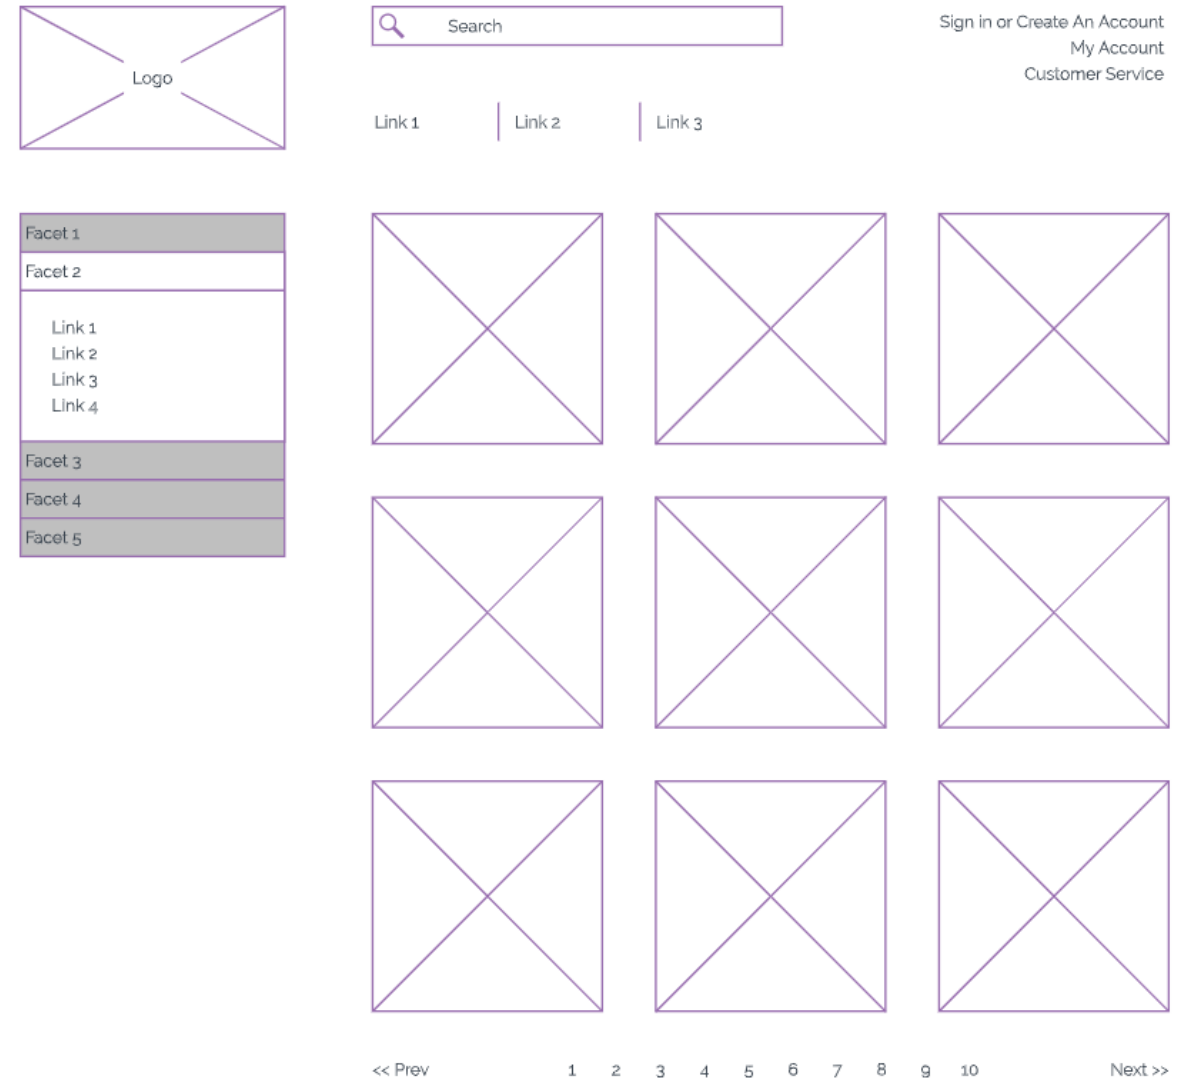 Logo
Search
Sign in or Create An Account
My Account
Customer Service
Link 1
Link 2
Link 3
Facet 1
Facet 2
Link 1
Link 2
Link 3
Link 4
Facet 3
Facet 4
Facet 5
<< Prev 1 2 3 4 5 6 7 8 9 10 Next >>